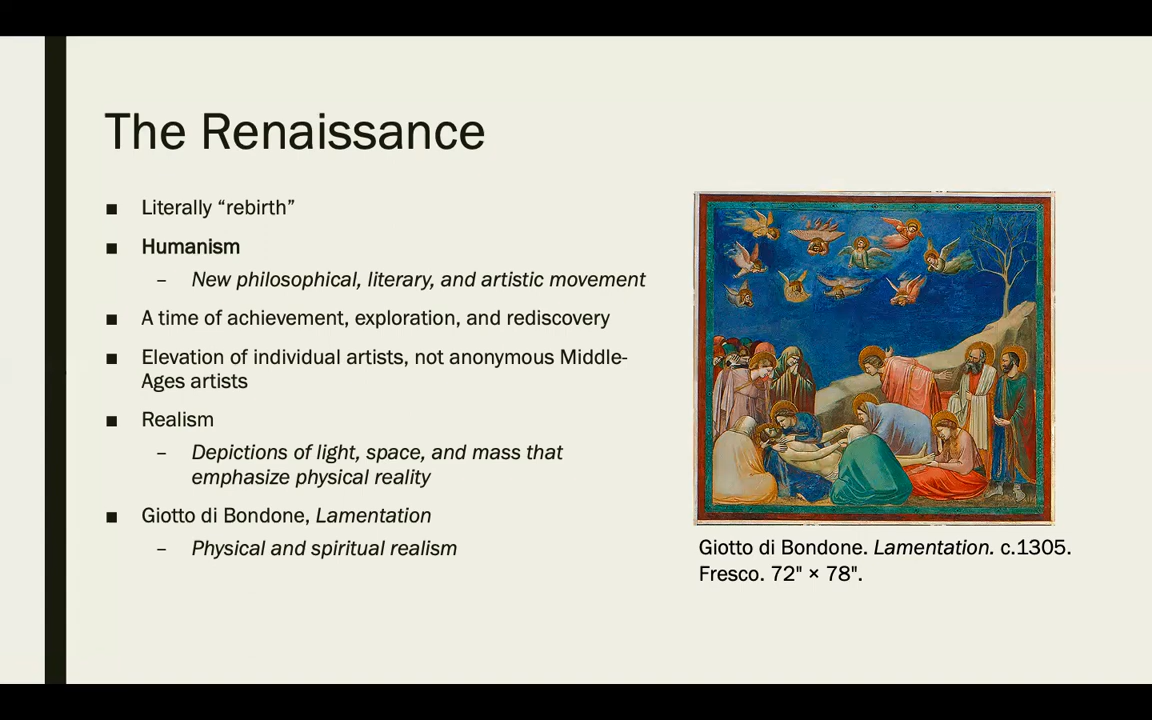 The Renaissance
▪ Literally “rebirth”
▪ Humanism
– New philosophical, literary, and artistic movement
▪ A time of achievement, exploration, and rediscovery
▪ Elevation of individual artists, not anonymous Middle-
Ages artists
▪ Realism
– Depictions of light, space, and mass that
emphasize physical reality
▪ Giotto di Bondone, Lamentation
– Physical and spiritual realism
Giotto di Bondone. Lamentation. c.1305.
Fresco. 72" × 78".